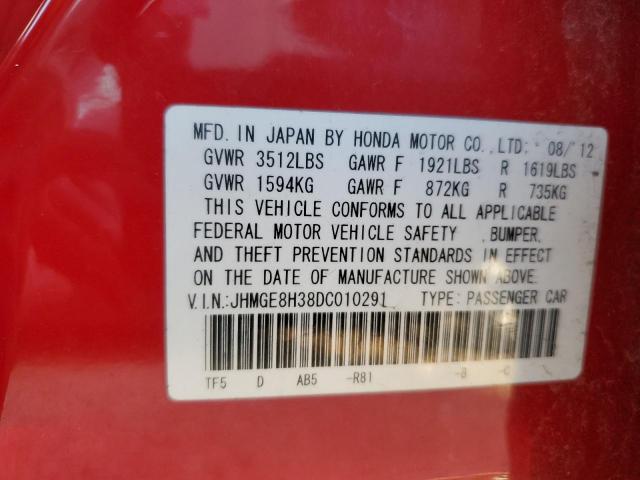 MFD. IN JAPAN BY HONDA MOTOR CO.,LTD: 08/12
GVWR 3512LBS GAWR F 1921LBS R 1619LBS
GVWR 1594KG GAWR F 872KG R 735KG
THIS VEHICLE CONFORMS TO ALL APPLICABLE
FEDERAL MOTOR VEHICLE SAFETY, BUMPER,
AND THEFT PREVENTION STANDARDS IN EFFECT
ON THE DATE OF MANUFACTURE SHOWN ABOVE.
V.I.N.:JHMGE8H38DC010291 TYPE: PASSENGER CAR
TF5 D AB5 -R81 -B -C